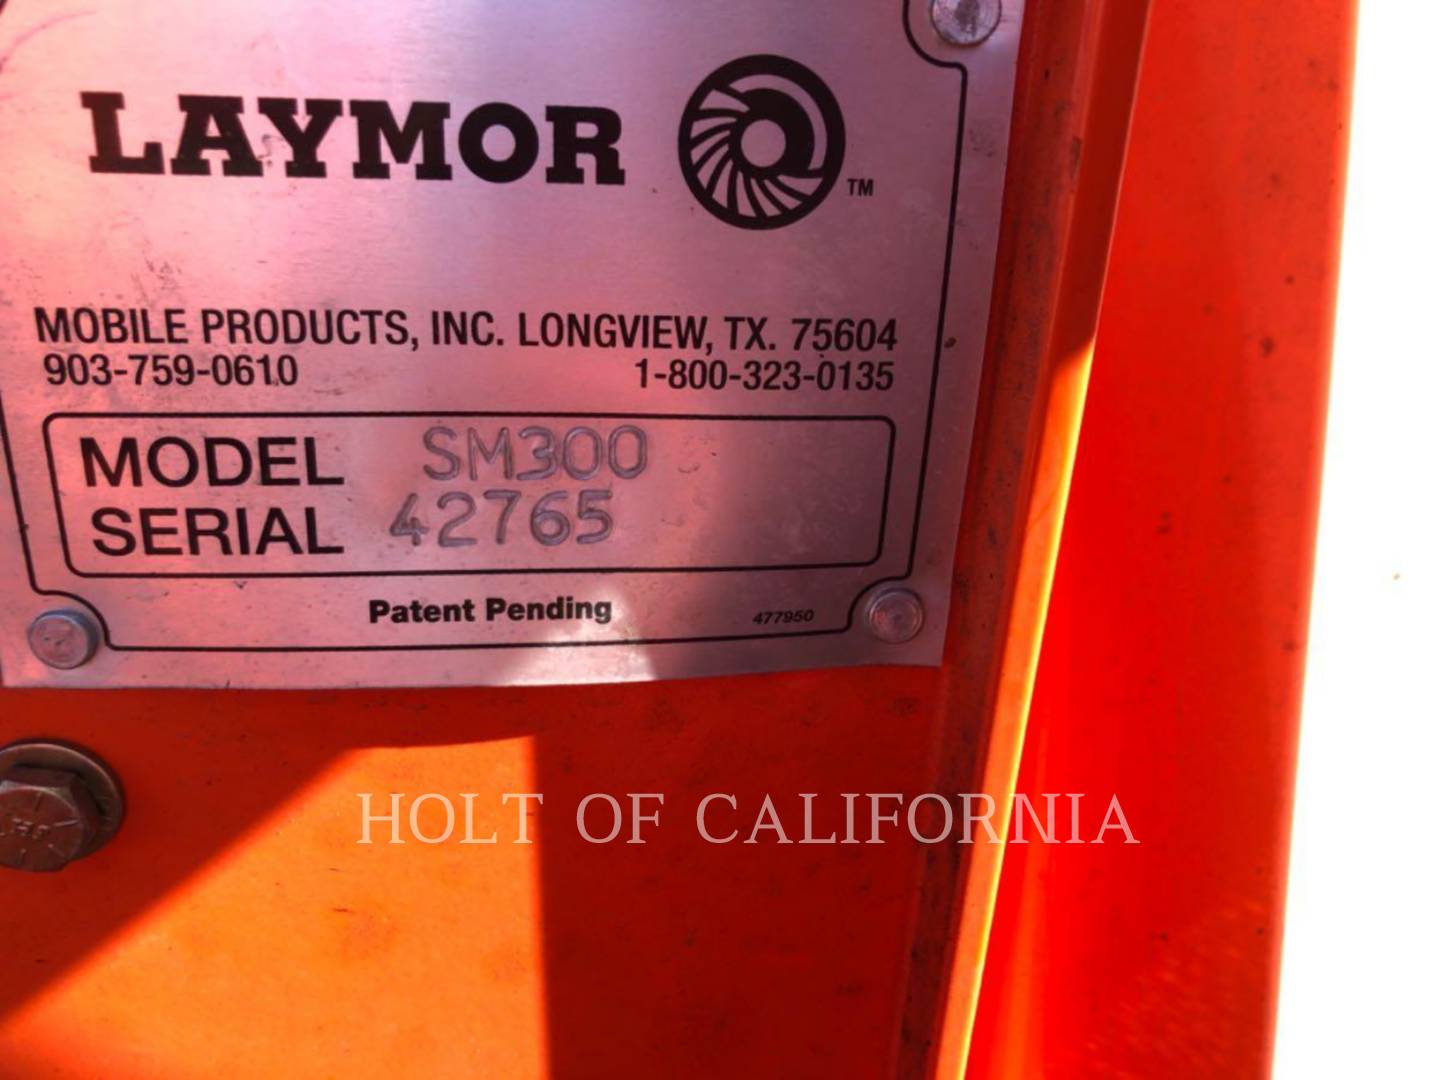 LAYMOR TM
MOBILE PRODUCTS, INC. LONGVIEW, TX. 75604
903-759-0610 1-800-323-0135
MODEL SM300
SERIAL 42765
Patent Pending 477950
HOLT OF CALIFORNIA